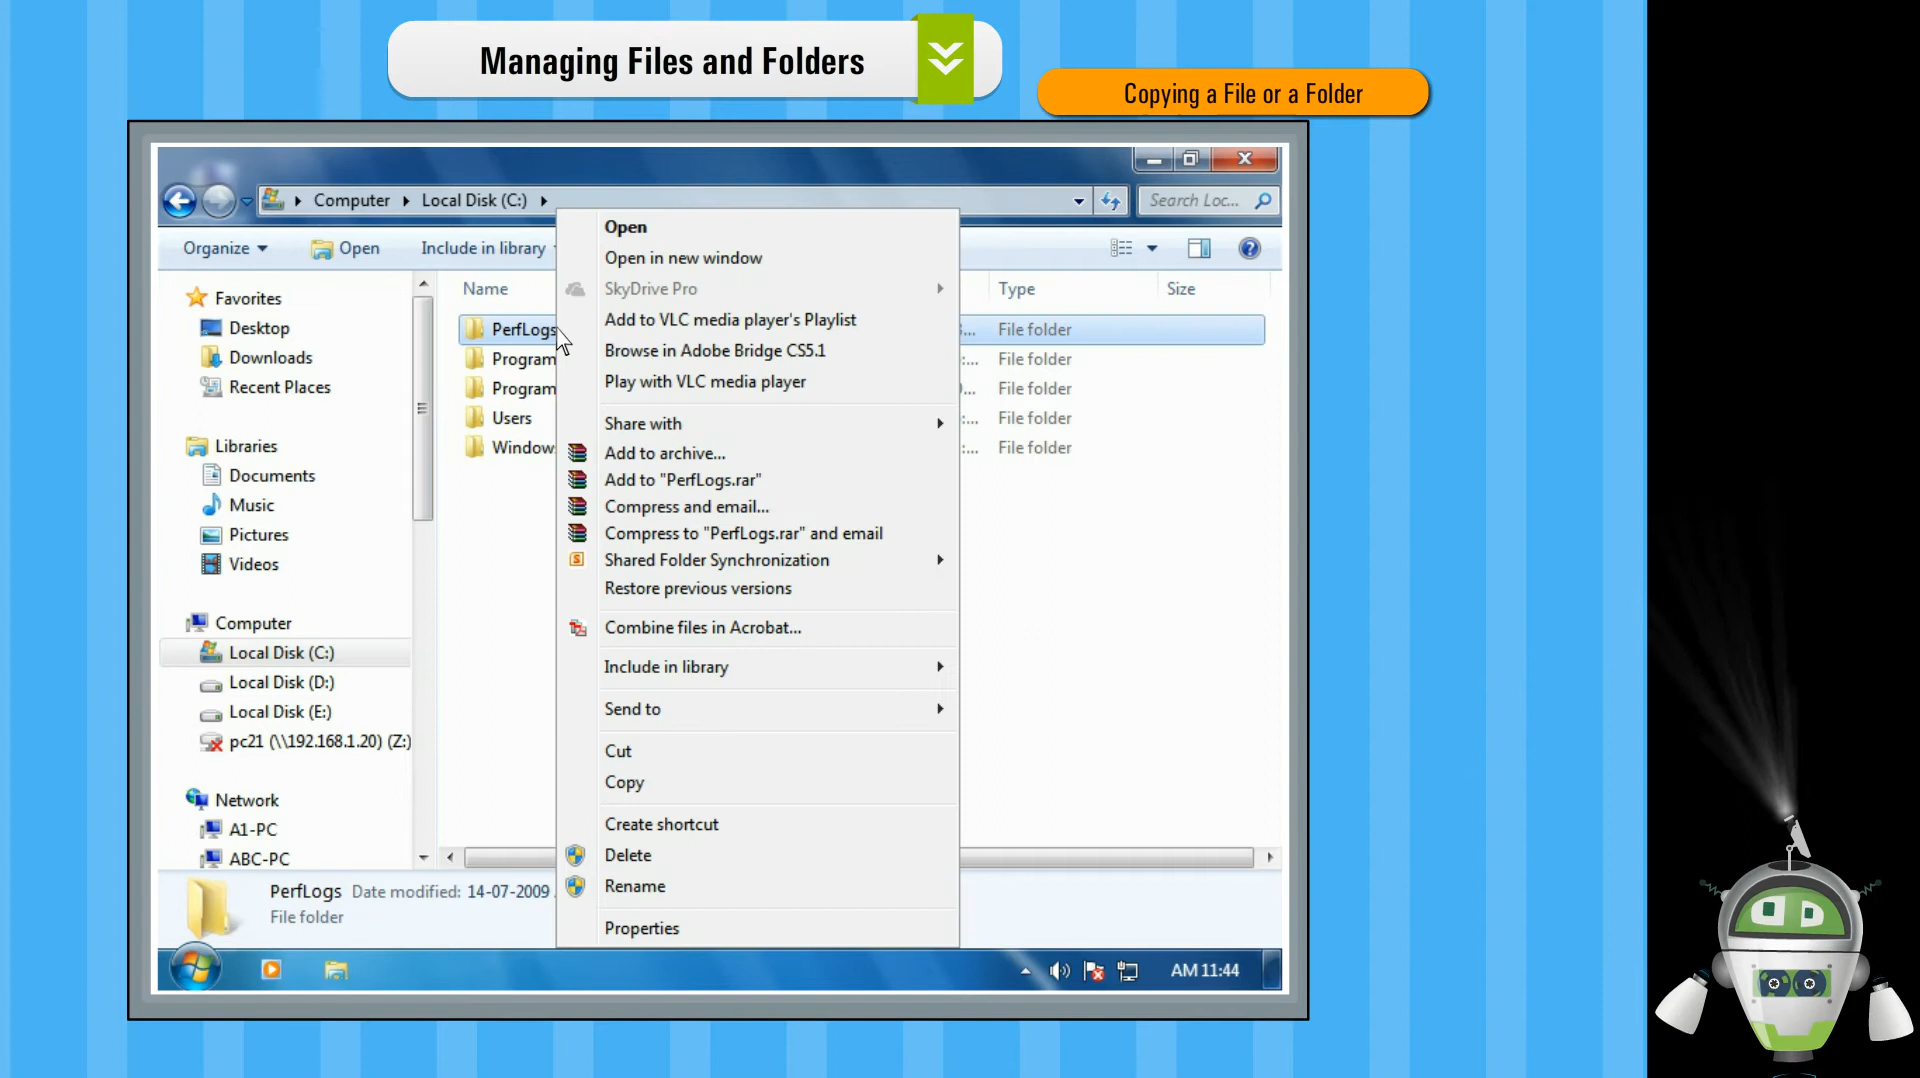 Managing Files and Folders
Copying a File or a Folder
Computer
Local Disk (C:)
Search Loc...
Organize
Open
Include in library
Name
Type
Size
Favorites
Desktop
Downloads
Recent Places
Libraries
Documents
Music
Pictures
Videos
Computer
Local Disk (C:)
Local Disk (D:)
Local Disk (E:)
pc21 (\\192.168.1.20) (Z:)
Network
A1-PC
ABC-PC
PerfLogs
File folder
Program
File folder
Program
File folder
Users
File folder
Window
File folder
Open
Open in new window
SkyDrive Pro
Add to VLC media player's Playlist
Browse in Adobe Bridge CS5.1
Play with VLC media player
Share with
Add to archive...
Add to "PerfLogs.rar"
Compress and email...
Compress to "PerfLogs.rar" and email
Shared Folder Synchronization
Restore previous versions
Combine files in Acrobat...
Include in library
Send to
Cut
Copy
Create shortcut
Delete
Rename
Properties
PerfLogs Date modified: 14-07-2009
File folder
AM 11:44